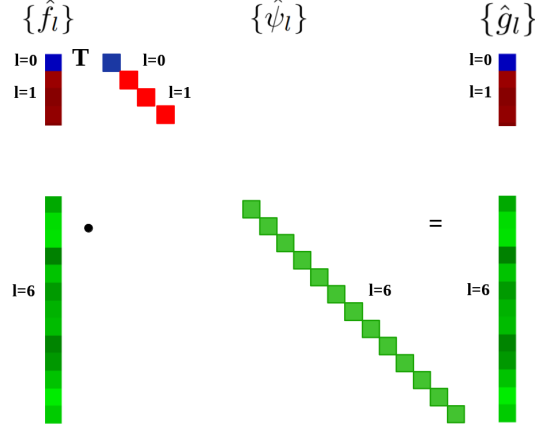 {f̂_l} {ψ̂_l} {ĝ_l}
l=0 T l=0 l=0
l=1 l=1 l=1
• =
l=6 l=6 l=6